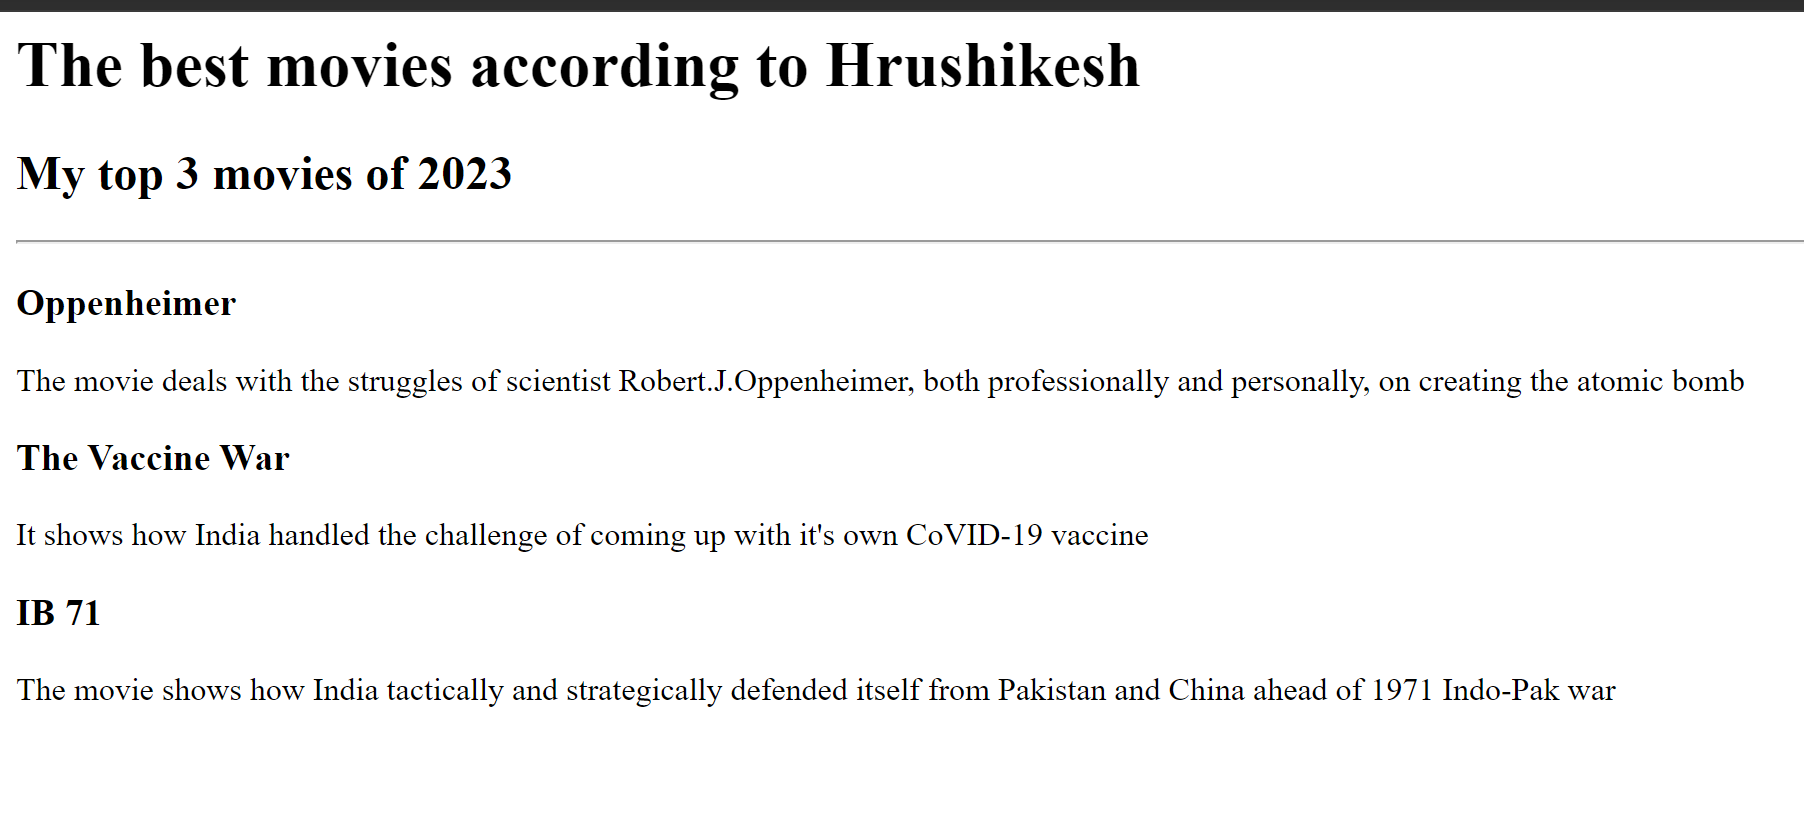 The best movies according to Hrushikesh
My top 3 movies of 2023
Oppenheimer
The movie deals with the struggles of scientist Robert.J.Oppenheimer, both professionally and personally, on creating the atomic bomb
The Vaccine War
It shows how India handled the challenge of coming up with it's own CoVID-19 vaccine
IB 71
The movie shows how India tactically and strategically defended itself from Pakistan and China ahead of 1971 Indo-Pak war